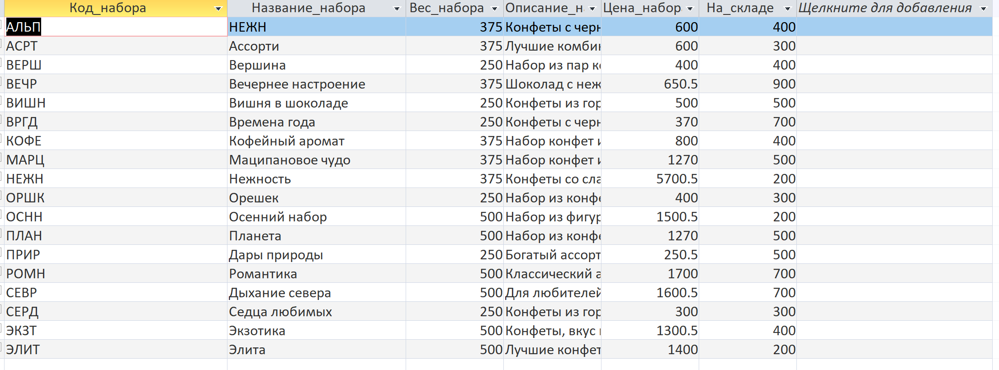 Код_набора Название_набора Вес_набора Описание_н Цена_набор На_складе Щелкните для добавления
АЛЬП НЕЖН 375 Конфеты с черн 600 400
АСРТ Ассорти 375 Лучшие комбин 600 300
ВЕРШ Вершина 250 Набор из пар ко 400 400
ВЕЧР Вечернее настроение 375 Шоколад с неж 650.5 900
ВИШН Вишня в шоколаде 250 Конфеты из гор 500 500
ВРГД Времена года 250 Конфеты с черн 370 700
КОФЕ Кофейный аромат 375 Набор конфет и 800 400
МАРЦ Маципановое чудо 375 Набор конфет и 1270 500
НЕЖН Нежность 375 Конфеты со сла 5700.5 200
ОРШК Орешек 250 Набор из конфе 400 300
ОСНН Осенний набор 500 Набор из фигур 1500.5 200
ПЛАН Планета 500 Набор из конфе 1270 500
ПРИР Дары природы 250 Богатый ассорт 250.5 500
РОМН Романтика 500 Классический а 1700 700
СЕВР Дыхание севера 500 Для любителей 1600.5 700
СЕРД Седца любимых 250 Конфеты из гор 300 300
ЭКЗТ Экзотика 500 Конфеты, вкус 1300.5 400
ЭЛИТ Элита 500 Лучшие конфет 1400 200